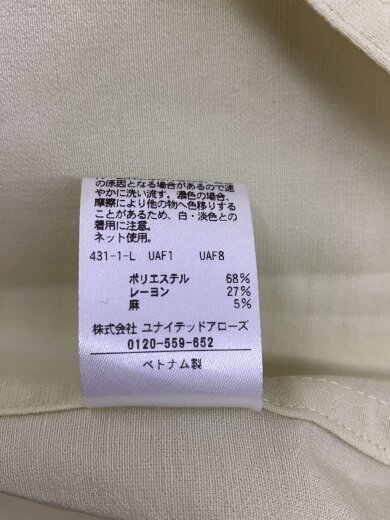 の原因となる場合があるので速
やかに洗い流す。濃色の場合、
摩擦により他の物へ色移りする
ことがあるため、白・淡色との
着用に注意。
ネット使用。
431-1-L UAF1 UAF8
ポリエステル 68%
レーヨン 27%
麻 5%
株式会社 ユナイテッドアローズ
0120-559-652
ベトナム製